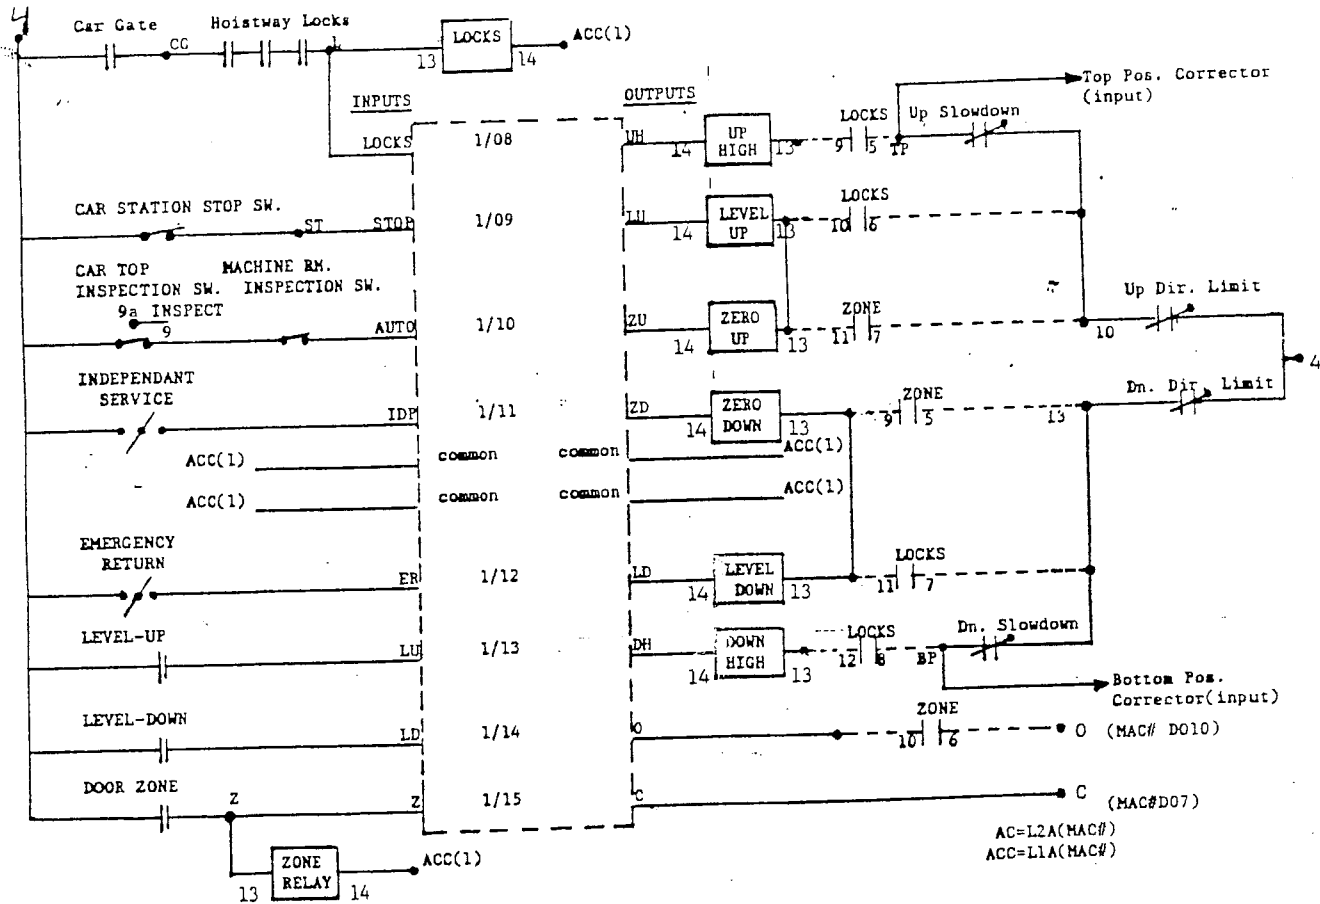 4
Car Gate
Hoistway Locks
CG
L
13
LOCKS
14
ACC(1)
INPUTS
OUTPUTS
Top Pos. Corrector
(input)
LOCKS
1/08
UH
14
UP
HIGH
13
LOCKS
9
5
TP
Up Slowdown
CAR STATION STOP SW.
ST
STOP
1/09
LU
14
LEVEL
UP
13
LOCKS
10
6
CAR TOP
INSPECTION SW.
MACHINE RM.
INSPECTION SW.
9a INSPECT
9
AUTO
1/10
ZU
14
ZERO
UP
13
ZONE
11
7
10
Up Dir. Limit
4
INDEPENDANT
SERVICE
IDP
1/11
ZD
14
ZERO
DOWN
13
ZONE
9
5
13
Dn. Dir. Limit
ACC(1)
common
common
ACC(1)
ACC(1)
common
common
ACC(1)
EMERGENCY
RETURN
ER
1/12
LD
14
LEVEL
DOWN
13
LOCKS
11
7
LEVEL-UP
LU
1/13
DH
14
DOWN
HIGH
13
LOCKS
12
8
BP
Dn. Slowdown
Bottom Pos.
Corrector(input)
LEVEL-DOWN
LD
1/14
O
ZONE
10
6
O
(MAC# DO10)
DOOR ZONE
Z
Z
1/15
C
C
(MAC#DO7)
AC=L2A(MAC#)
ACC=L1A(MAC#)
13
ZONE
RELAY
14
ACC(1)